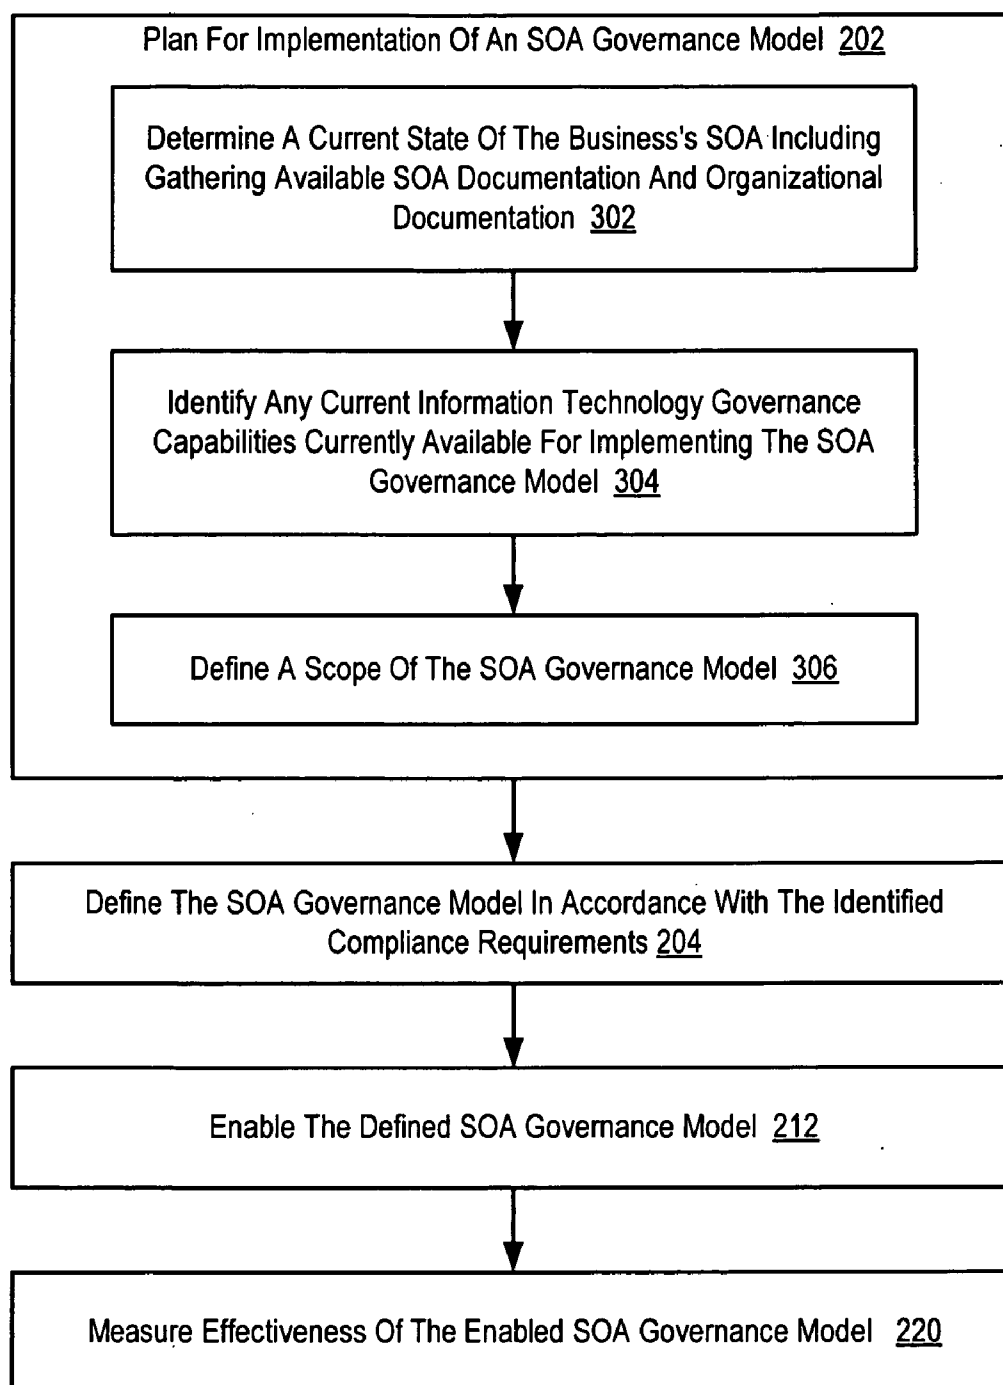 Plan For Implementation Of An SOA Governance Model 202
Determine A Current State Of The Business's SOA Including
Gathering Available SOA Documentation And Organizational
Documentation 302
Identify Any Current Information Technology Governance
Capabilities Currently Available For Implementing The SOA
Governance Model 304
Define A Scope Of The SOA Governance Model 306
Define The SOA Governance Model In Accordance With The Identified
Compliance Requirements 204
Enable The Defined SOA Governance Model 212
Measure Effectiveness Of The Enabled SOA Governance Model 220